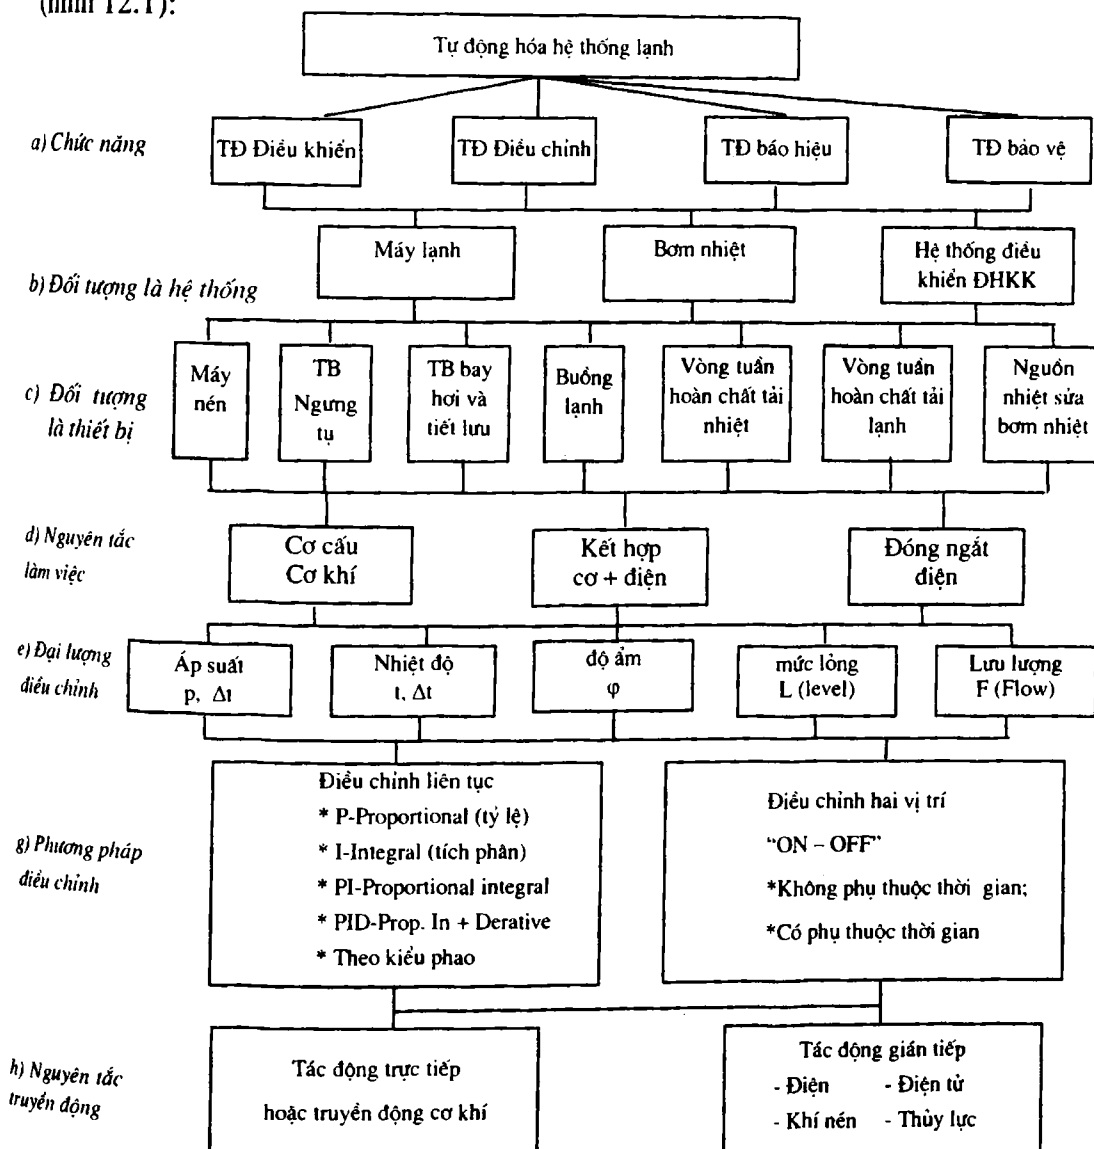 (hình 12.1):
Tự động hóa hệ thống lạnh
a) Chức năng
TĐ Điều khiển
TĐ Điều chỉnh
TĐ báo hiệu
TĐ bảo vệ
b) Đối tượng là hệ thống
Máy lạnh
Bơm nhiệt
Hệ thống điều
khiển ĐHKK
c) Đối tượng
là thiết bị
Máy
nén
TB
Ngưng
tụ
TB bay
hơi và
tiết lưu
Buồng
lạnh
Vòng tuần
hoàn chất tải
nhiệt
Vòng tuần
hoàn chất tải
lạnh
Nguồn
nhiệt sửa
bơm nhiệt
d) Nguyên tắc
làm việc
Cơ cấu
Cơ khí
Kết hợp
cơ + điện
Đóng ngắt
điện
e) Đại lượng
điều chỉnh
Áp suất
p, Δt
Nhiệt độ
t, Δt
độ ẩm
φ
mức lỏng
L (level)
Lưu lượng
F (Flow)
g) Phương pháp
điều chỉnh
Điều chỉnh liên tục
* P-Proportional (tỷ lệ)
* I-Integral (tích phân)
* PI-Proportional integral
* PID-Prop. In + Derative
* Theo kiểu phao
Điều chỉnh hai vị trí
“ON – OFF”
*Không phụ thuộc thời gian;
*Có phụ thuộc thời gian
h) Nguyên tắc
truyền động
Tác động trực tiếp
hoặc truyền động cơ khí
Tác động gián tiếp
- Điện - Điện tử
- Khí nén - Thủy lực